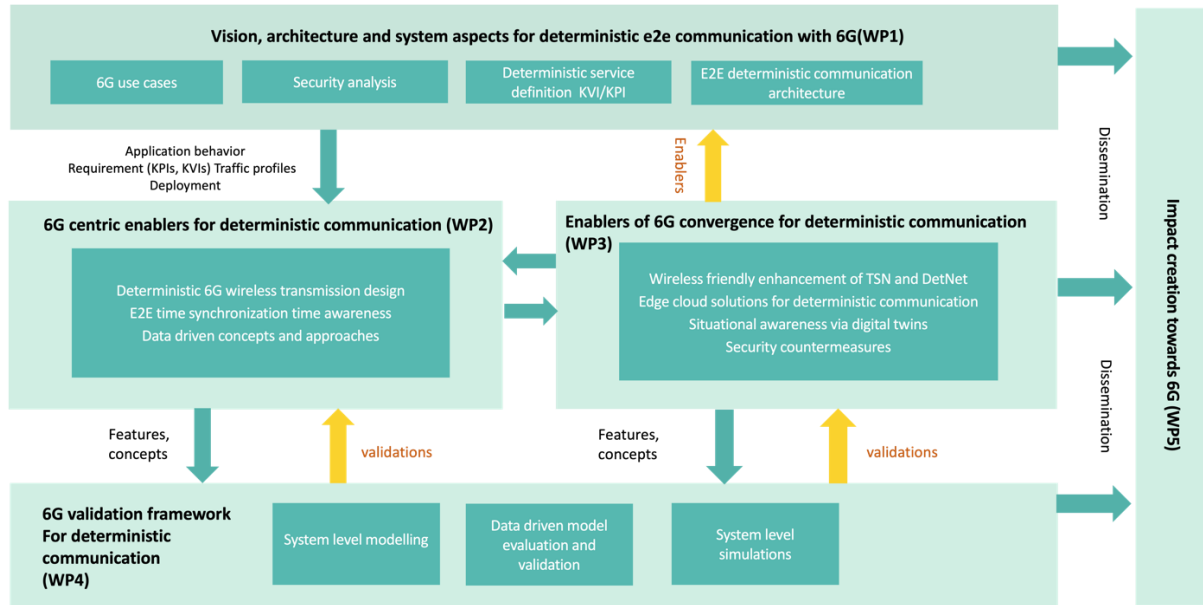 Vision, architecture and system aspects for deterministic e2e communication with 6G(WP1)
6G use cases
Security analysis
Deterministic service
definition KVI/KPI
E2E deterministic communication
architecture
Application behavior
Requirement (KPIs, KVIs) Traffic profiles
Deployment
Enablers
Dissemination
6G centric enablers for deterministic communication (WP2)
Deterministic 6G wireless transmission design
E2E time synchronization time awareness
Data driven concepts and approaches
Enablers of 6G convergence for deterministic communication
(WP3)
Wireless friendly enhancement of TSN and DetNet
Edge cloud solutions for deterministic communication
Situational awareness via digital twins
Security countermeasures
Impact creation towards 6G (WP5)
Features,
concepts
validations
Features,
concepts
validations
Dissemination
6G validation framework
For deterministic
communication
(WP4)
System level modelling
Data driven model
evaluation and
validation
System level
simulations